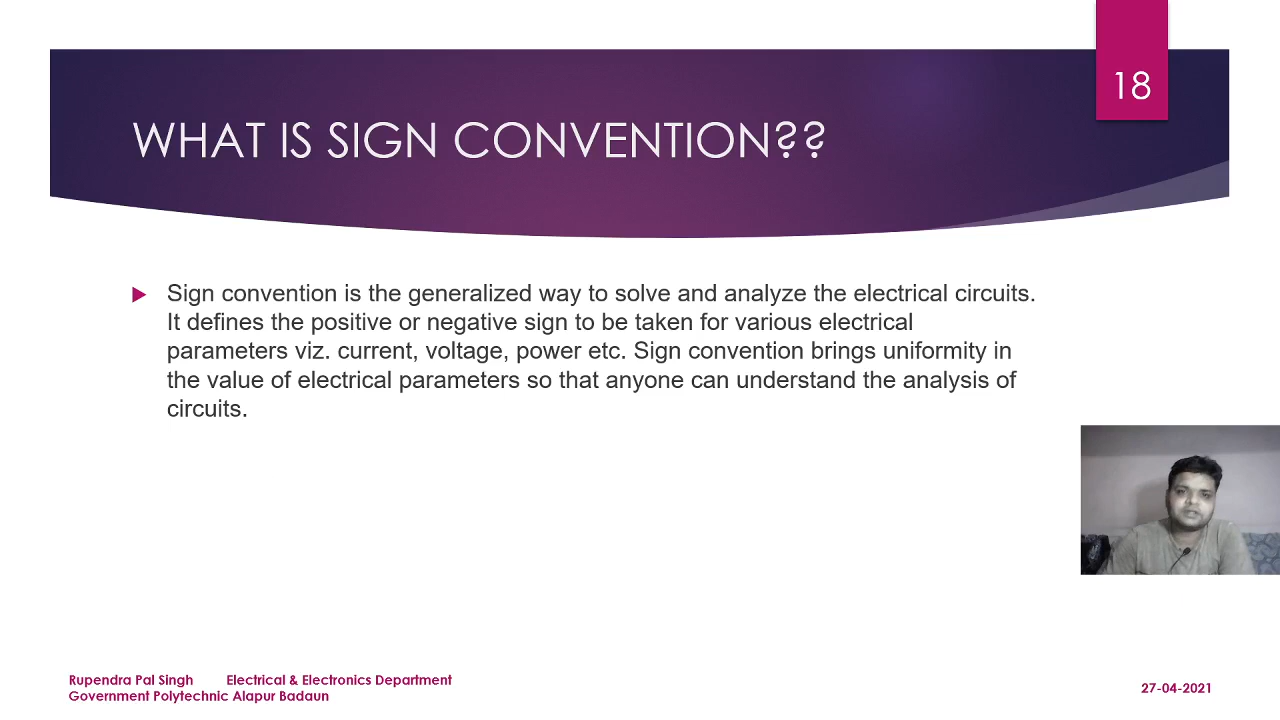 18
WHAT IS SIGN CONVENTION??
Sign convention is the generalized way to solve and analyze the electrical circuits.
It defines the positive or negative sign to be taken for various electrical
parameters viz. current, voltage, power etc. Sign convention brings uniformity in
the value of electrical parameters so that anyone can understand the analysis of
circuits.
Rupendra Pal Singh Electrical & Electronics Department
Government Polytechnic Alapur Badaun
27-04-2021